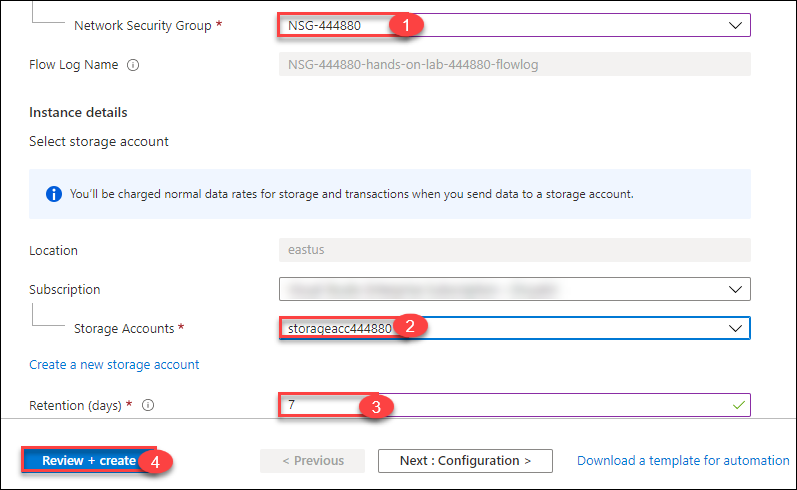 Network Security Group *
NSG-444880
1
Flow Log Name
NSG-444880-hands-on-lab-444880-flowlog
Instance details
Select storage account
You'll be charged normal data rates for storage and transactions when you send data to a storage account.
Location
eastus
Subscription
Storage Accounts *
storageacc444880
2
Create a new storage account
Retention (days) *
7
3
Review + create
4
< Previous
Next : Configuration >
Download a template for automation